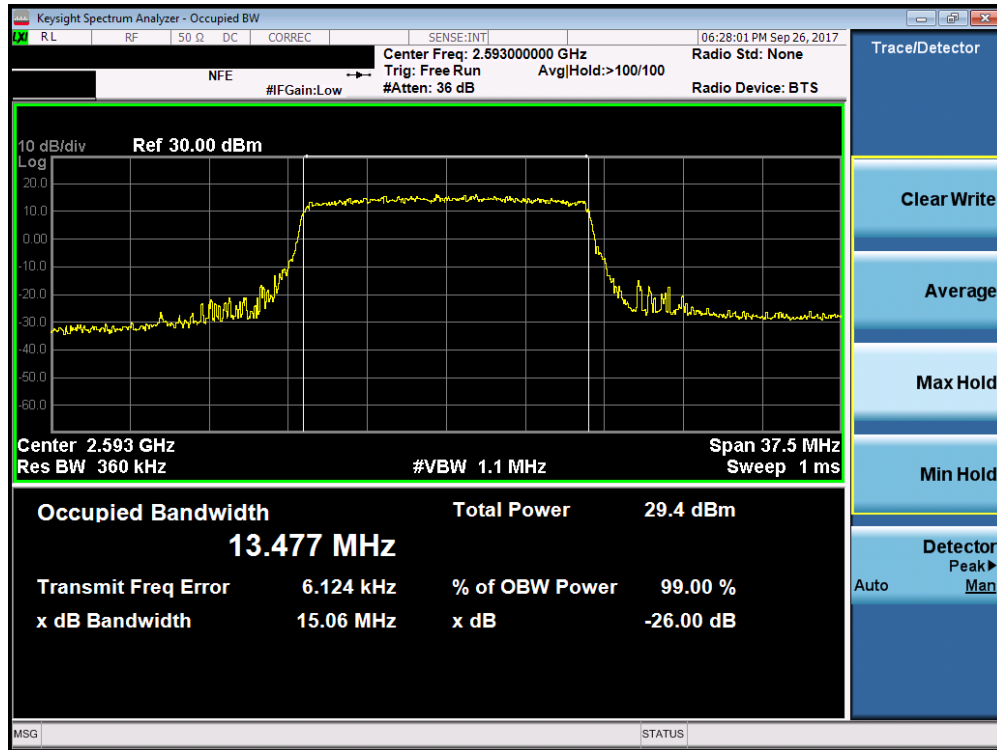 Keysight Spectrum Analyzer - Occupied BW
LXI RL RF 50 Ω DC CORREC SENSE:INT 06:28:01 PM Sep 26, 2017
Center Freq: 2.593000000 GHz Radio Std: None
NFE Trig: Free Run Avg|Hold:>100/100
#IFGain:Low #Atten: 36 dB Radio Device: BTS
Trace/Detector
10 dB/div Ref 30.00 dBm
Log
20.0
10.0
0.00
-10.0
-20.0
-30.0
-40.0
-50.0
-60.0
Center 2.593 GHz Span 37.5 MHz
Res BW 360 kHz #VBW 1.1 MHz Sweep 1 ms
Clear Write
Average
Max Hold
Min Hold
Detector
Peak▶
Auto Man
Occupied Bandwidth Total Power 29.4 dBm
13.477 MHz
Transmit Freq Error 6.124 kHz % of OBW Power 99.00 %
x dB Bandwidth 15.06 MHz x dB -26.00 dB
MSG STATUS